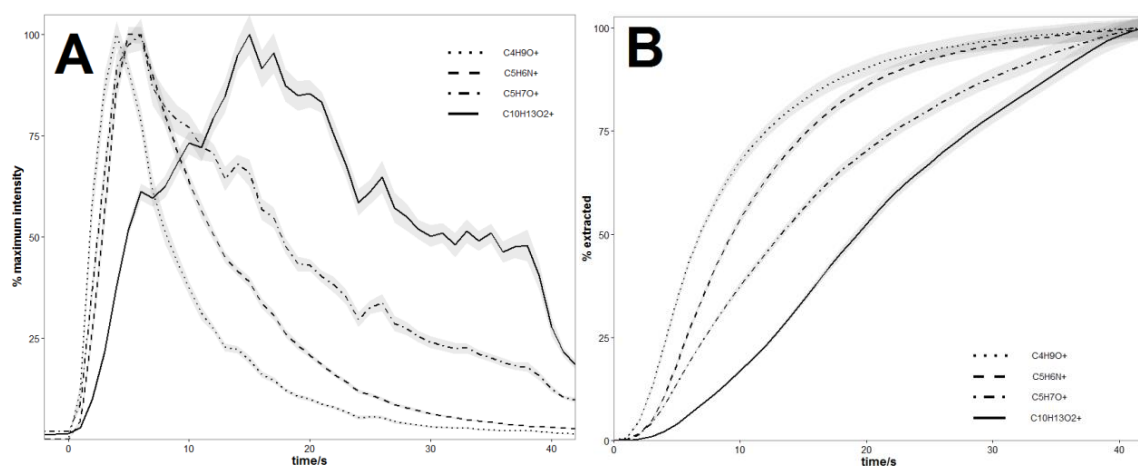 A
C4H9O+
C5H6N+
C5H7O+
C10H13O2+
100
75
50
25
% maximum intensity
0
10
20
30
40
time/s
B
100
75
50
25
0
% extracted
C4H9O+
C5H6N+
C5H7O+
C10H13O2+
0
10
20
30
40
time/s